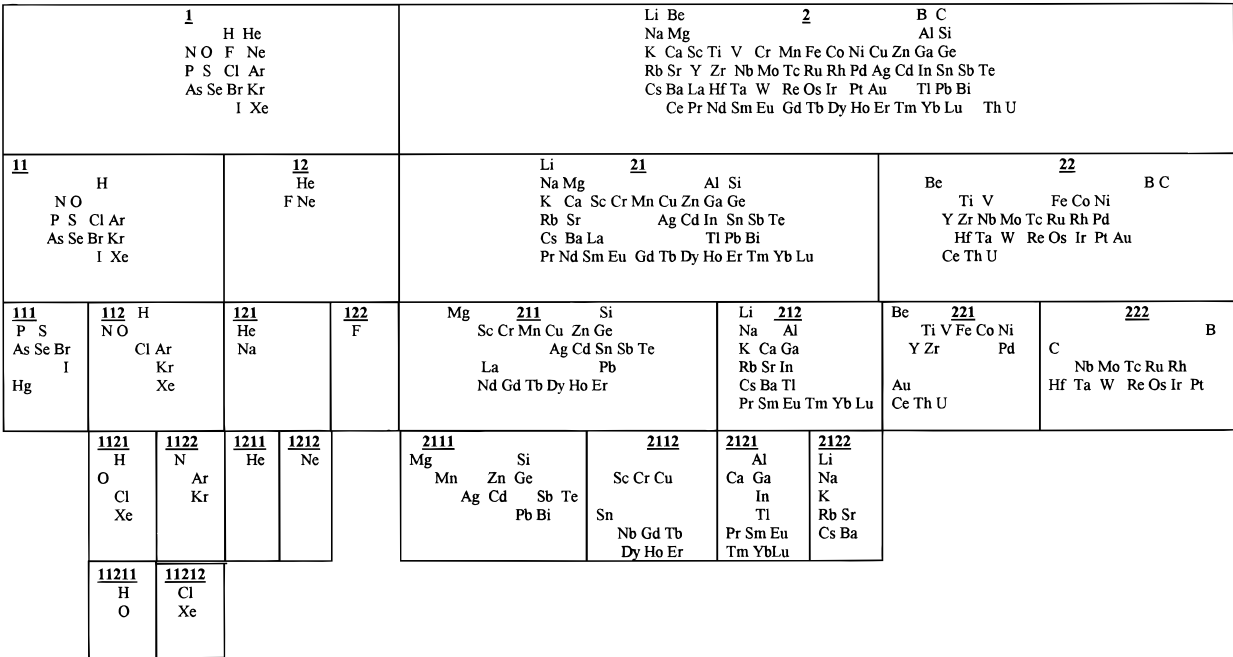 1
H He
N O F Ne
P S Cl Ar
As Se Br Kr
I Xe
Li Be 2 B C
Na Mg Al Si
K Ca Sc Ti V Cr Mn Fe Co Ni Cu Zn Ga Ge
Rb Sr Y Zr Nb Mo Tc Ru Rh Pd Ag Cd In Sn Sb Te
Cs Ba La Hf Ta W Re Os Ir Pt Au Tl Pb Bi
Ce Pr Nd Sm Eu Gd Tb Dy Ho Er Tm Yb Lu Th U
11
H
N O
P S Cl Ar
As Se Br Kr
I Xe
12
He
F Ne
Li 21
Na Mg Al Si
K Ca Sc Cr Mn Cu Zn Ga Ge
Rb Sr Ag Cd In Sn Sb Te
Cs Ba La Tl Pb Bi
Pr Nd Sm Eu Gd Tb Dy Ho Er Tm Yb Lu
22
Be B C
Ti V Fe Co Ni
Y Zr Nb Mo Tc Ru Rh Pd
Hf Ta W Re Os Ir Pt Au
Ce Th U
111
P S
As Se Br
I
Hg
112 H
N O
Cl Ar
Kr
Xe
121
He
Na
122
F
Mg 211 Si
Sc Cr Mn Cu Zn Ge
Ag Cd Sn Sb Te
La Pb
Nd Gd Tb Dy Ho Er
Li 212
Na Al
K Ca Ga
Rb Sr In
Cs Ba Tl
Pr Sm Eu Tm Yb Lu
Be 221
Ti V Fe Co Ni
Y Zr Pd
Au
Ce Th U
222
B
C
Nb Mo Tc Ru Rh
Hf Ta W Re Os Ir Pt
1121
H
O
Cl
Xe
1122
N
Ar
Kr
1211
He
1212
Ne
2111
Mg Si
Mn Zn Ge
Ag Cd Sb Te
Pb Bi
2112
Sc Cr Cu
Sn
Nb Gd Tb
Dy Ho Er
2121
Al
Ca Ga
In
Tl
Pr Sm Eu
Tm YbLu
2122
Li
Na
K
Rb Sr
Cs Ba
11211
H
O
11212
Cl
Xe